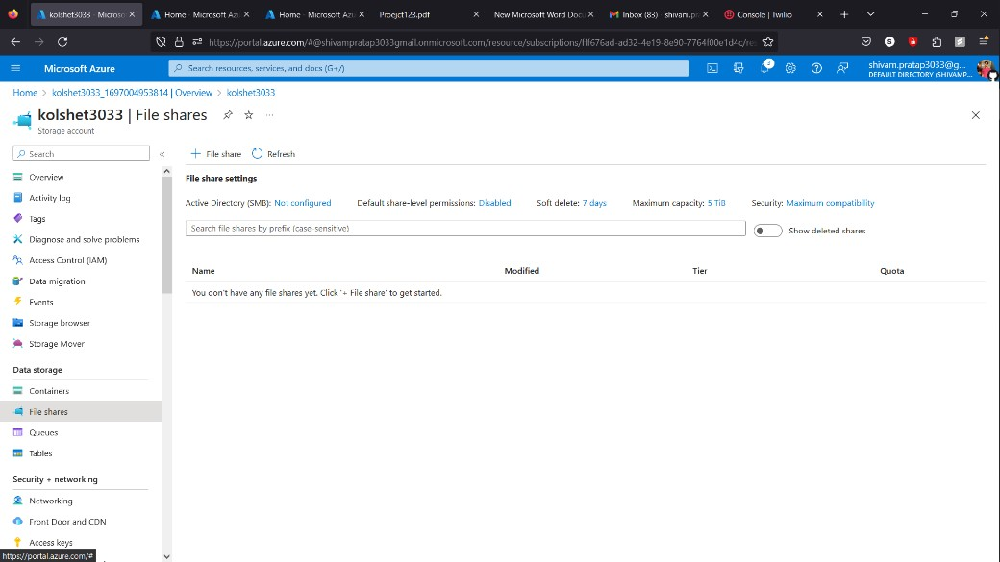 kolshet3033 - Microso
Home - Microsoft Azu
Home - Microsoft Azu
Proejct123.pdf
New Microsoft Word Docu
Inbox (83) - shivam.pr
Console | Twilio
https://portal.azure.com/#@shivampratap3033gmail.onmicrosoft.com/resource/subscriptions/fff676ad-ad32-4e19-8e90-7764f00e1d4c/re
Microsoft Azure
Search resources, services, and docs (G+/)
3
shivam.pratap3033@g...
DEFAULT DIRECTORY (SHIVAMP...
Home > kolshet3033_1697004953814 | Overview > kolshet3033
kolshet3033 | File shares
Storage account
Search
File share
Refresh
Overview
Activity log
Tags
Diagnose and solve problems
Access Control (IAM)
Data migration
Events
Storage browser
Storage Mover
Data storage
Containers
File shares
Queues
Tables
Security + networking
Networking
Front Door and CDN
Access keys
https://portal.azure.com/#
File share settings
Active Directory (SMB): Not configured
Default share-level permissions: Disabled
Soft delete: 7 days
Maximum capacity: 5 TiB
Security: Maximum compatibility
Search file shares by prefix (case-sensitive)
Show deleted shares
Name
Modified
Tier
Quota
You don't have any file shares yet. Click '+ File share' to get started.